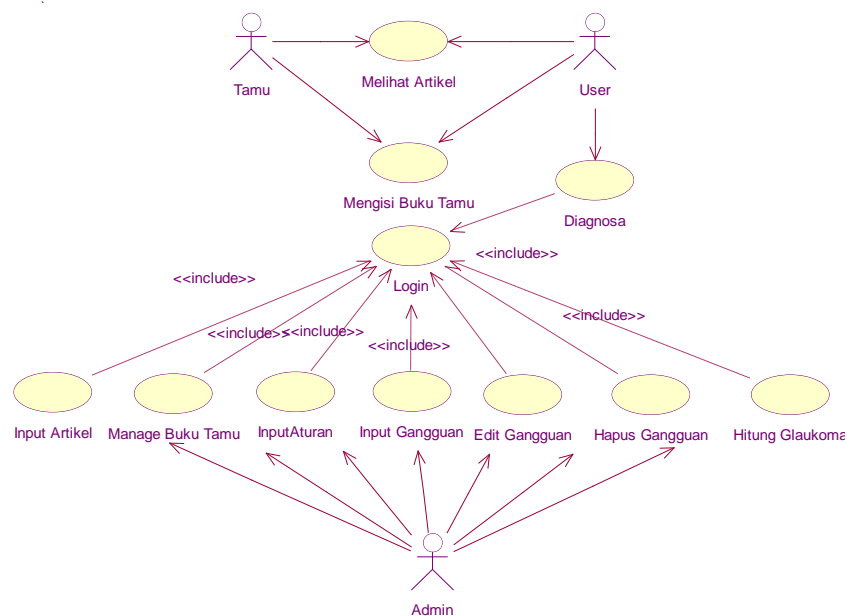 Tamu
Melihat Artikel
User
Mengisi Buku Tamu
Diagnosa
<<include>>
<<include>>
Login
<<include>>
<<include>>
<<include>>
<<include>>
Input Artikel
Manage Buku Tamu
InputAturan
Input Gangguan
Edit Gangguan
Hapus Gangguan
Hitung Glaukoma
Admin